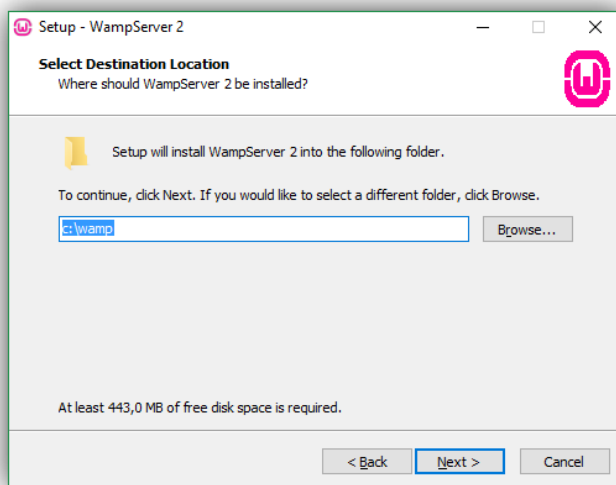 Setup - WampServer 2
Select Destination Location
Where should WampServer 2 be installed?
Setup will install WampServer 2 into the following folder.
To continue, click Next. If you would like to select a different folder, click Browse.
c:\wamp
Browse...
At least 443,0 MB of free disk space is required.
< Back
Next >
Cancel